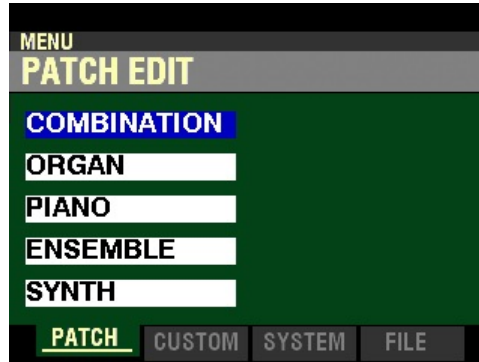 MENU
PATCH EDIT
COMBINATION
ORGAN
PIANO
ENSEMBLE
SYNTH
PATCH CUSTOM SYSTEM FILE